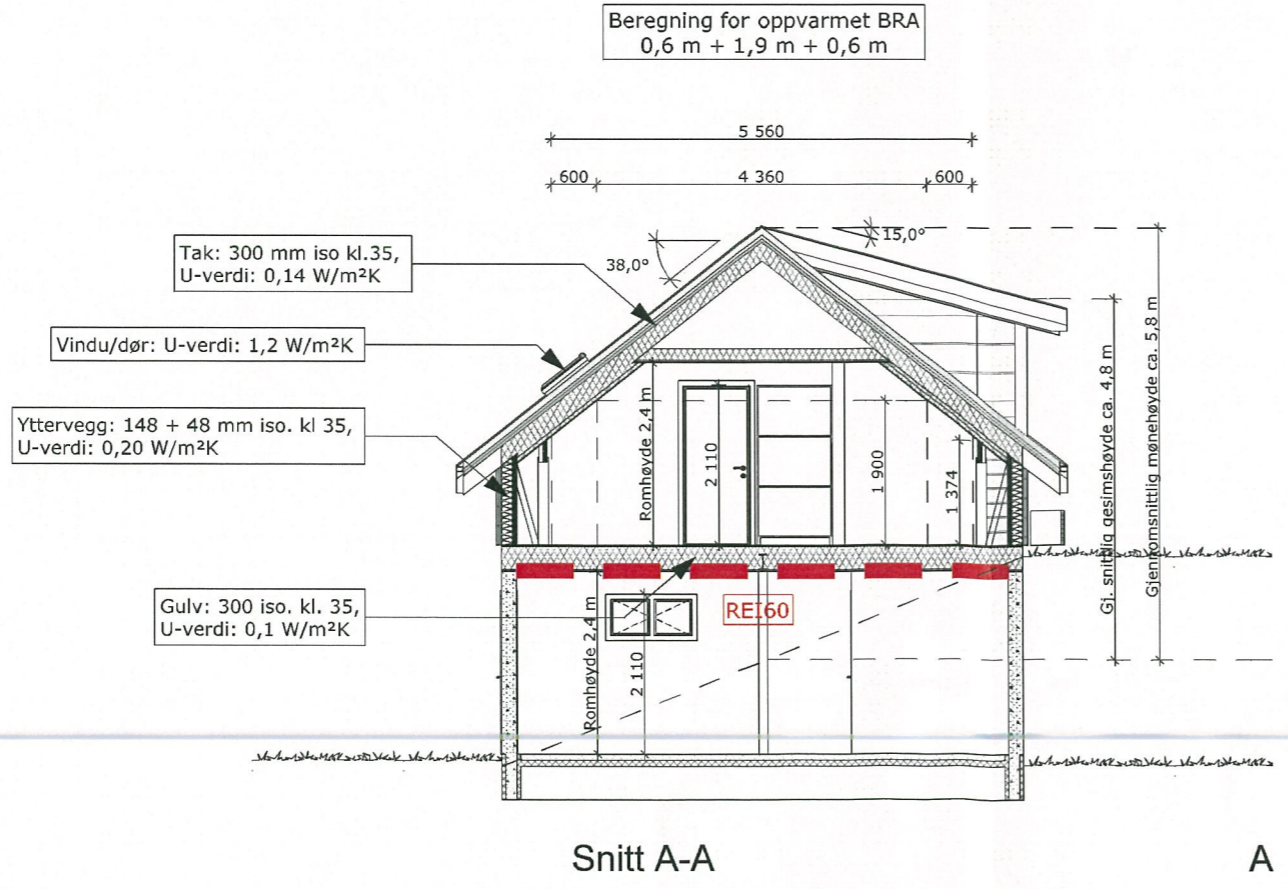 Beregning for oppvarmet BRA
0,6 m + 1,9 m + 0,6 m
5 560
600
4 360
600
15,0°
38,0°
Tak: 300 mm iso kl.35,
U-verdi: 0,14 W/m²K
Vindu/dør: U-verdi: 1,2 W/m²K
Yttervegg: 148 + 48 mm iso. kl 35,
U-verdi: 0,20 W/m²K
Romhøyde 2,4 m
2 110
1 900
1 374
Gj. snittlig gesimshøyde ca. 4,8 m
Gjennomsnittlig mønehøyde ca. 5,8 m
Gulv: 300 iso. kl. 35,
U-verdi: 0,1 W/m²K
Romhøyde 2,4 m
2 110
REI60
Snitt A-A
A